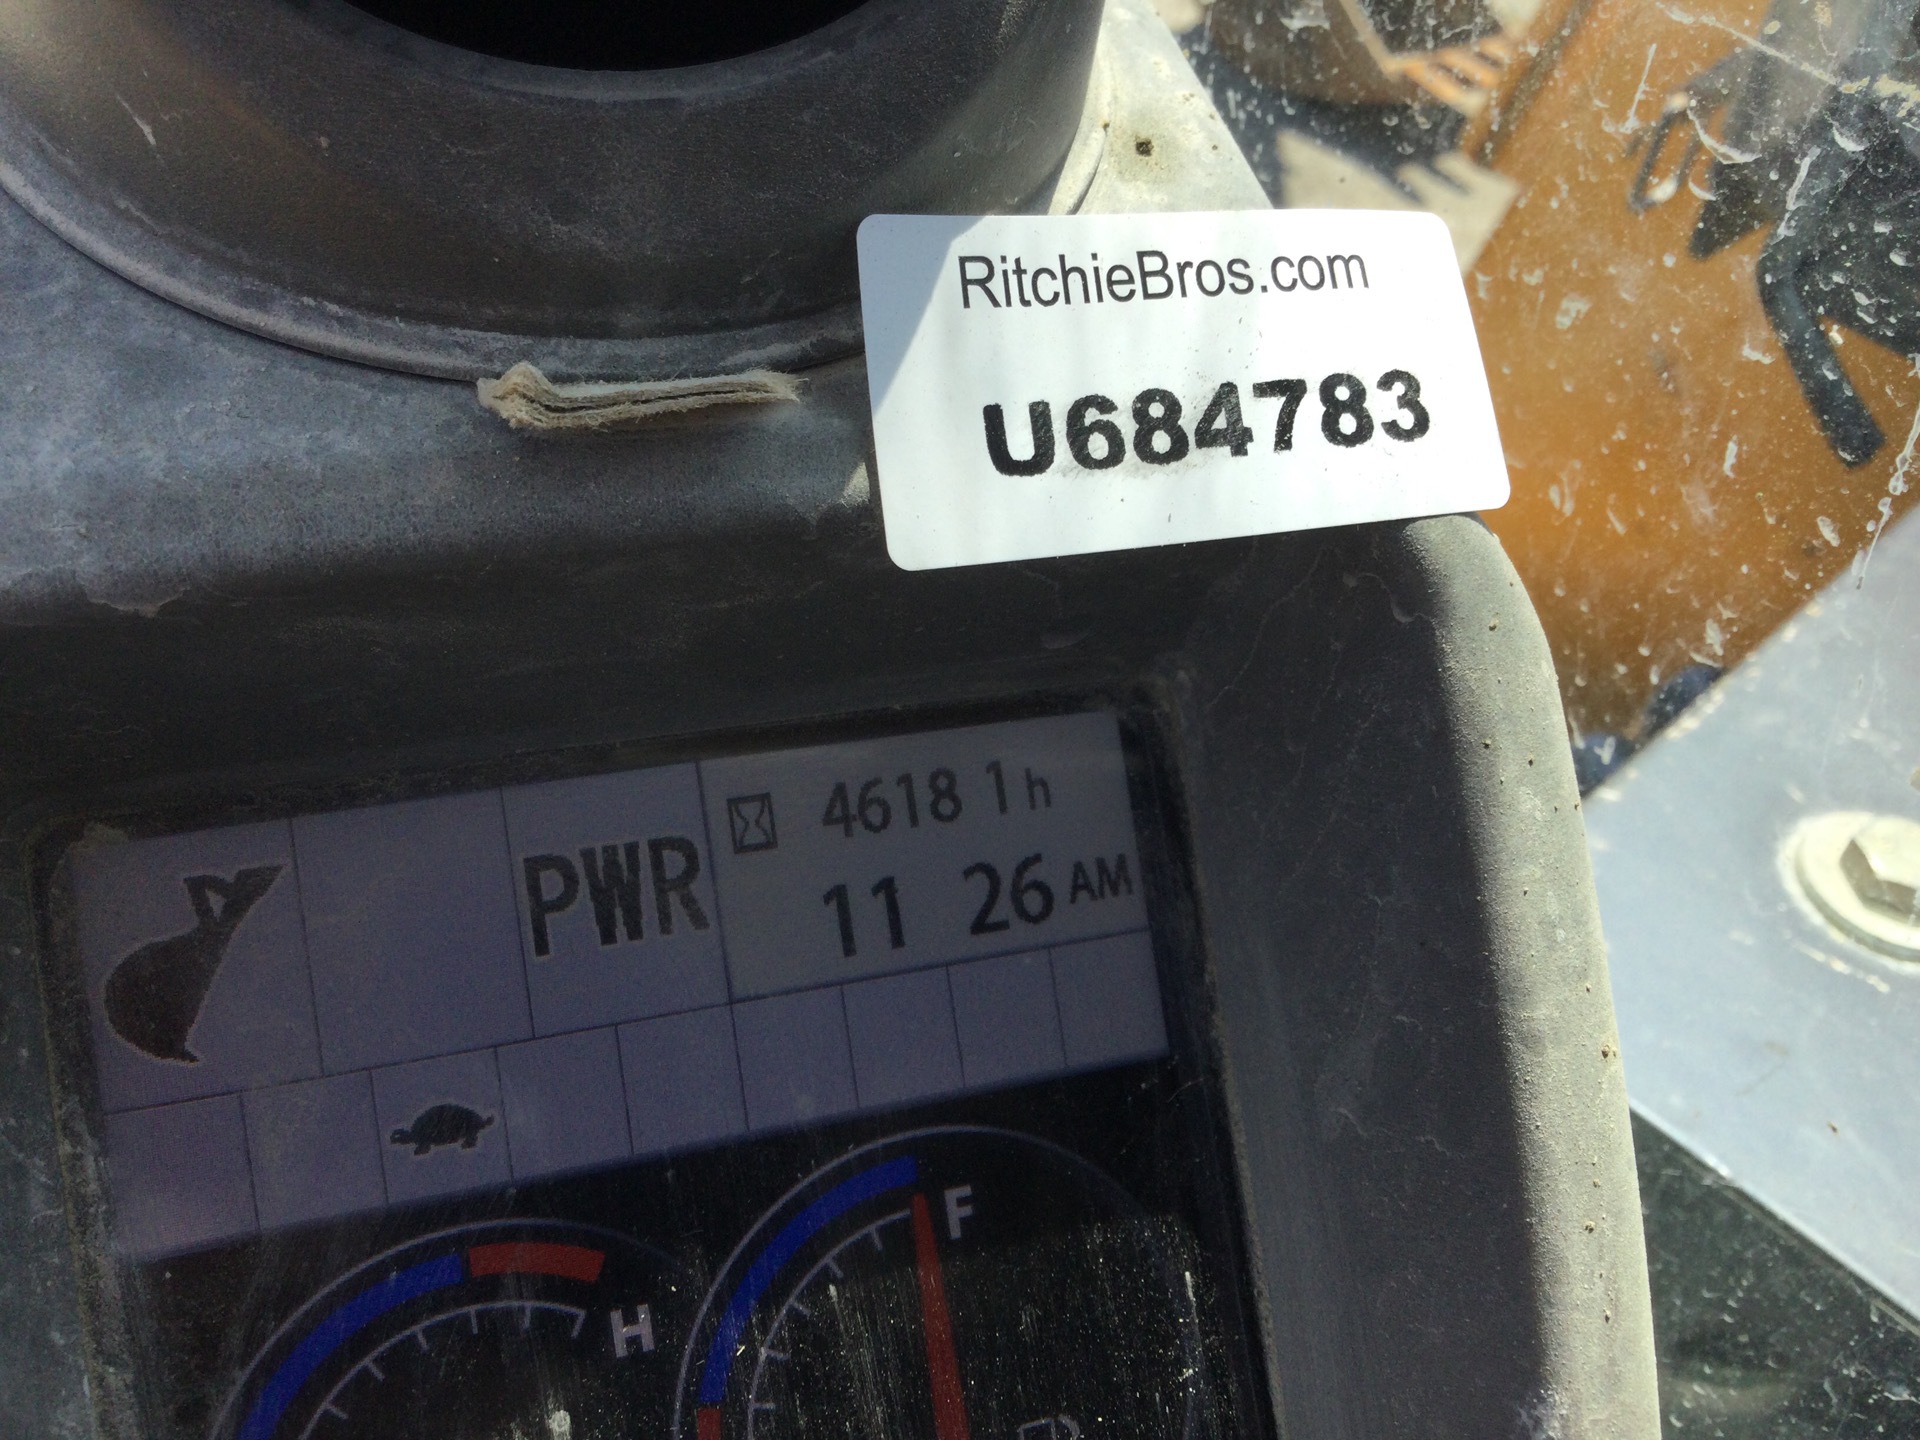 RitchieBros.com
U684783
4618 1h
PWR
11 26 AM
H
F